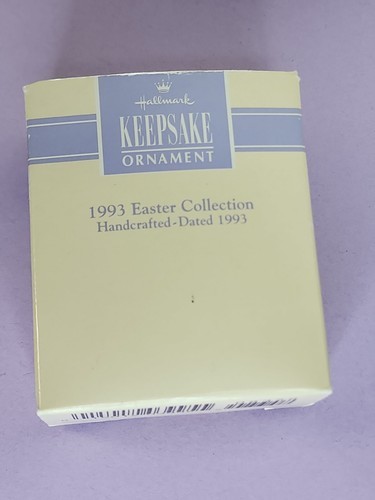 Hallmark
KEEPSAKE
ORNAMENT
1993 Easter Collection
Handcrafted-Dated 1993